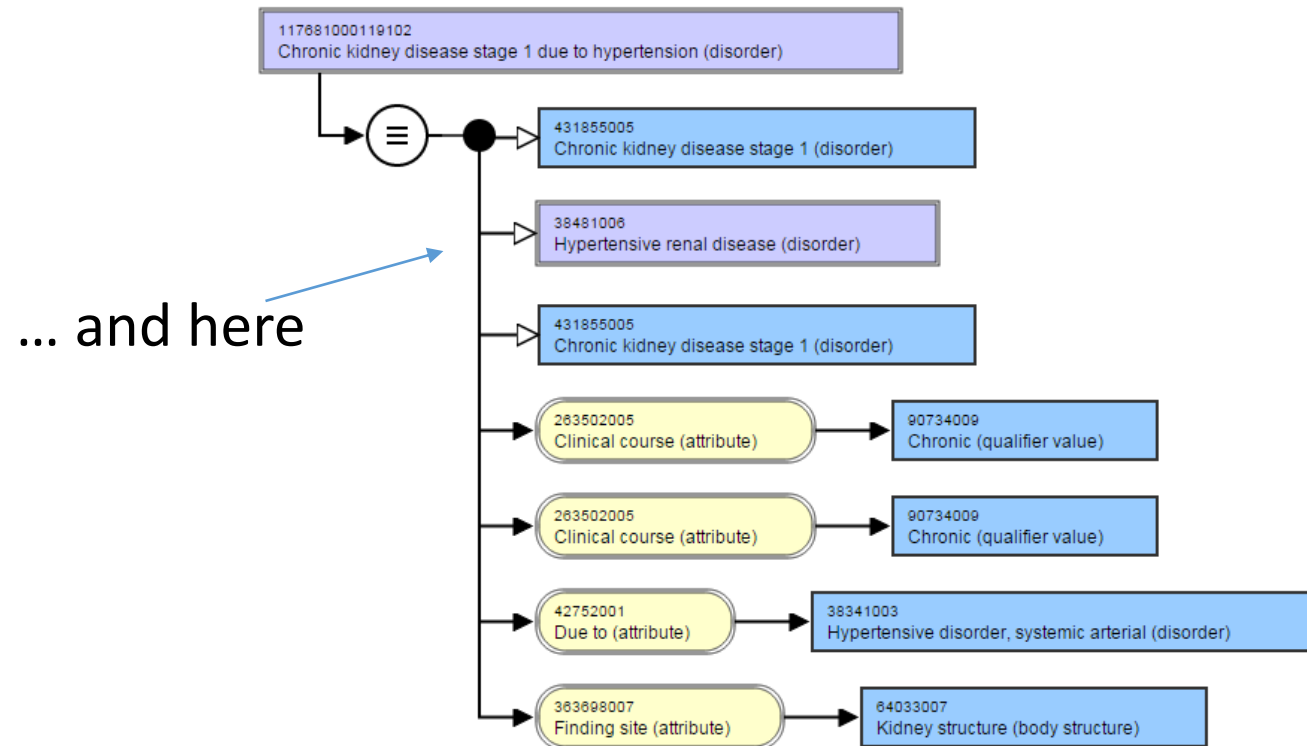 117681000119102
Chronic kidney disease stage 1 due to hypertension (disorder)
≡
431855005
Chronic kidney disease stage 1 (disorder)
38481006
Hypertensive renal disease (disorder)
... and here
431855005
Chronic kidney disease stage 1 (disorder)
263502005
Clinical course (attribute)
90734009
Chronic (qualifier value)
263502005
Clinical course (attribute)
90734009
Chronic (qualifier value)
42752001
Due to (attribute)
38341003
Hypertensive disorder, systemic arterial (disorder)
363698007
Finding site (attribute)
64033007
Kidney structure (body structure)